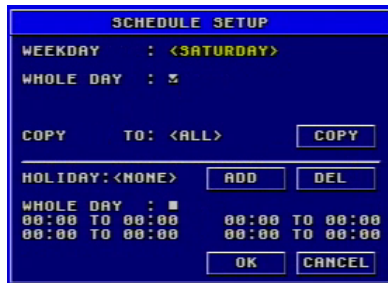 SCHEDULE SETUP
WEEKDAY : <SATURDAY>
WHOLE DAY :
COPY TO: <ALL> COPY
HOLIDAY:<NONE> ADD DEL
WHOLE DAY :
00:00 TO 00:00 00:00 TO 00:00
00:00 TO 00:00 00:00 TO 00:00
OK CANCEL